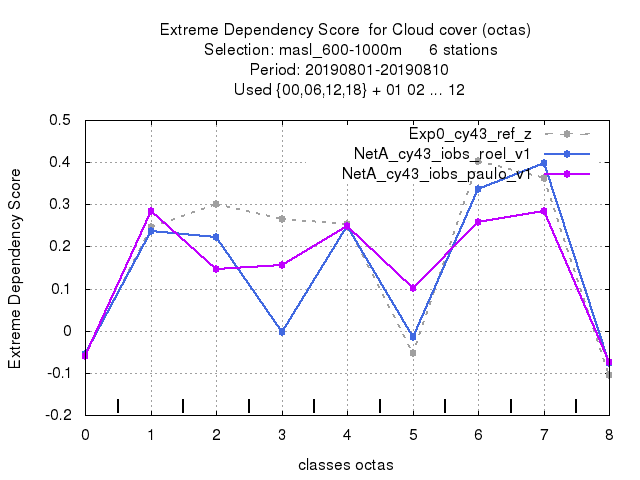 Extreme Dependency Score  for Cloud cover (octas)
Selection: masl_600-1000m      6 stations
Period: 20190801-20190810
Used {00,06,12,18} + 01 02 ... 12
Exp0_cy43_ref_z
NetA_cy43_iobs_roel_v1
NetA_cy43_iobs_paulo_v1
Extreme Dependency Score
0.5
0.4
0.3
0.2
0.1
0
-0.1
-0.2
0 1 2 3 4 5 6 7 8
classes octas